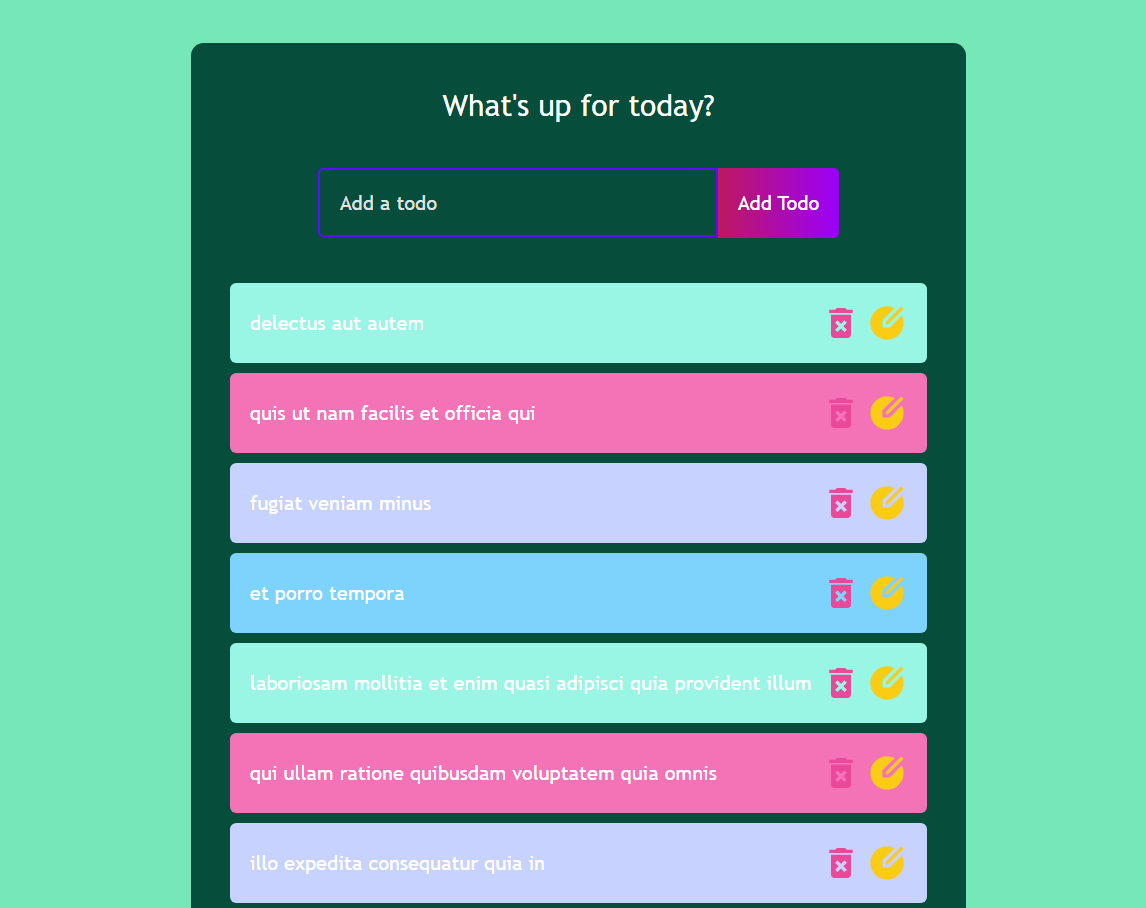 What's up for today?
Add a todo
Add Todo
delectus aut autem
quis ut nam facilis et officia qui
fugiat veniam minus
et porro tempora
laboriosam mollitia et enim quasi adipisci quia provident illum
qui ullam ratione quibusdam voluptatem quia omnis
illo expedita consequatur quia in